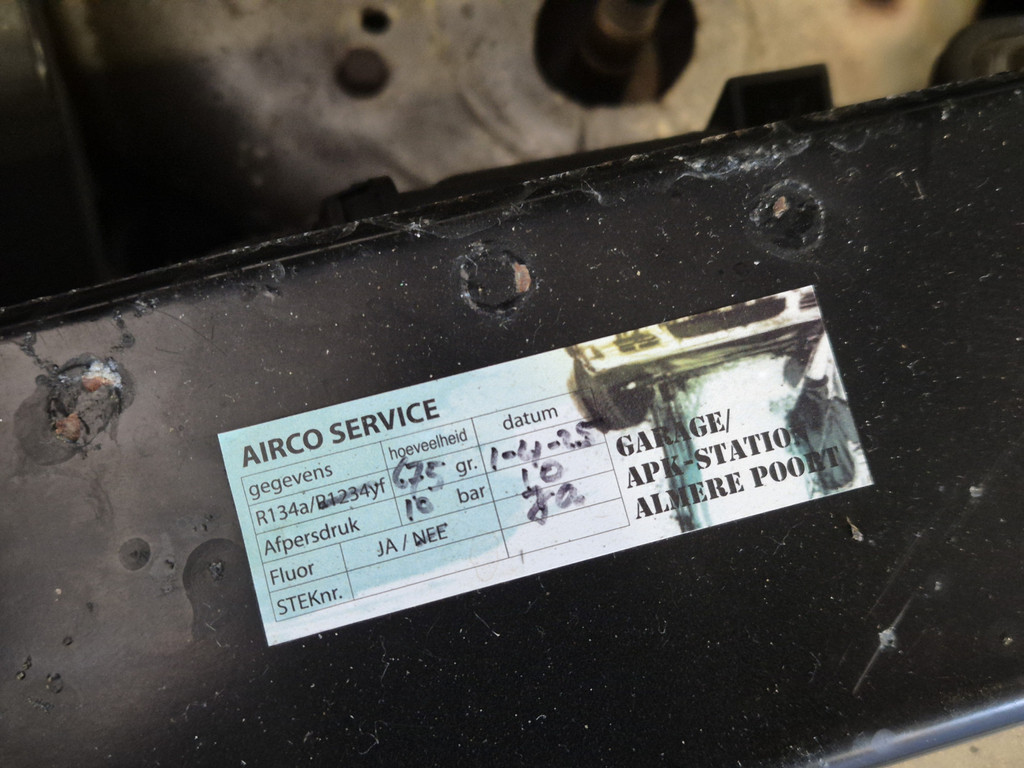 AIRCO SERVICE
gegevens hoeveelheid datum
R134a/R1234yf 675 gr. 1-4-25
Afpersdruk 10 bar 10
Fluor JA / NEE Ja
STEKnr.
GARAGE/
APK-STATION
ALMERE POORT